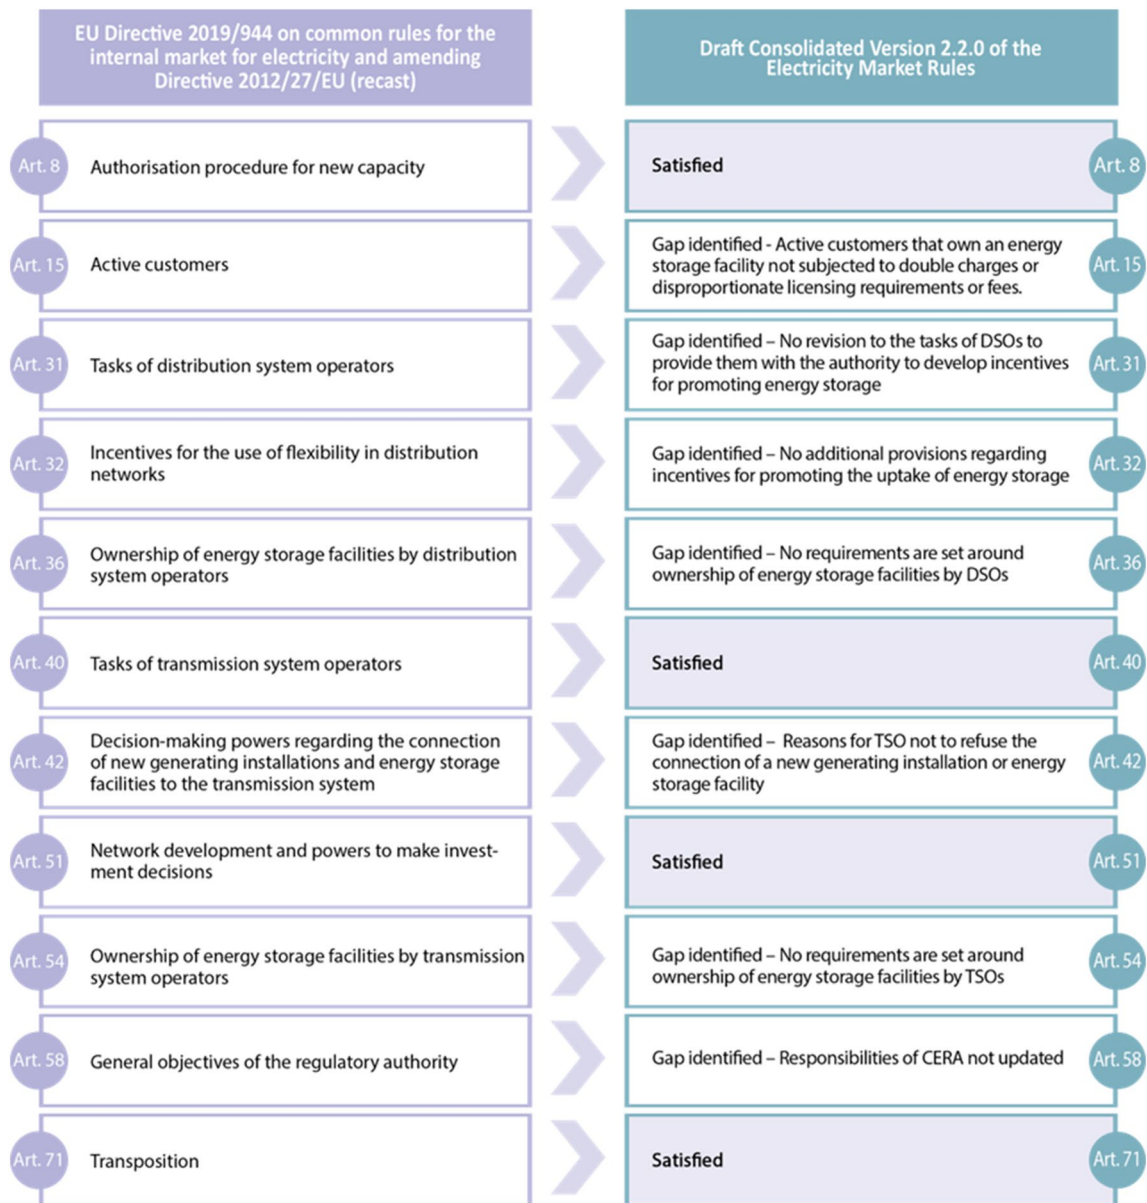 EU Directive 2019/944 on common rules for the
internal market for electricity and amending
Directive 2012/27/EU (recast)
Draft Consolidated Version 2.2.0 of the
Electricity Market Rules
Art. 8
Authorisation procedure for new capacity
Satisfied
Art. 8
Art. 15
Active customers
Gap identified - Active customers that own an energy
storage facility not subjected to double charges or
disproportionate licensing requirements or fees.
Art. 15
Art. 31
Tasks of distribution system operators
Gap identified – No revision to the tasks of DSOs to
provide them with the authority to develop incentives
for promoting energy storage
Art. 31
Art. 32
Incentives for the use of flexibility in distribution
networks
Gap identified – No additional provisions regarding
incentives for promoting the uptake of energy storage
Art. 32
Art. 36
Ownership of energy storage facilities by distribution
system operators
Gap identified – No requirements are set around
ownership of energy storage facilities by DSOs
Art. 36
Art. 40
Tasks of transmission system operators
Satisfied
Art. 40
Art. 42
Decision-making powers regarding the connection
of new generating installations and energy storage
facilities to the transmission system
Gap identified – Reasons for TSO not to refuse the
connection of a new generating installation or energy
storage facility
Art. 42
Art. 51
Network development and powers to make invest-
ment decisions
Satisfied
Art. 51
Art. 54
Ownership of energy storage facilities by transmission
system operators
Gap identified – No requirements are set around
ownership of energy storage facilities by TSOs
Art. 54
Art. 58
General objectives of the regulatory authority
Gap identified – Responsibilities of CERA not updated
Art. 58
Art. 71
Transposition
Satisfied
Art. 71